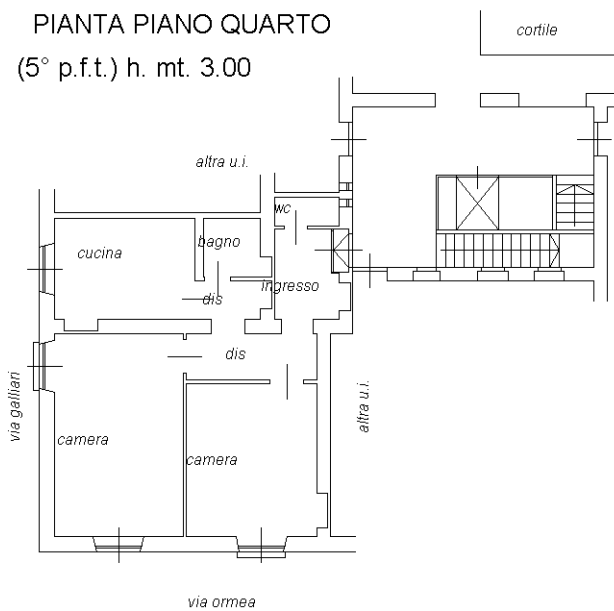 PIANTA PIANO QUARTO
(5° p.f.t.) h. mt. 3.00
cortile
altra u.i.
wc
cucina
bagno
ingresso
dis
dis
via galliari
camera
camera
altra u.i.
via ormea